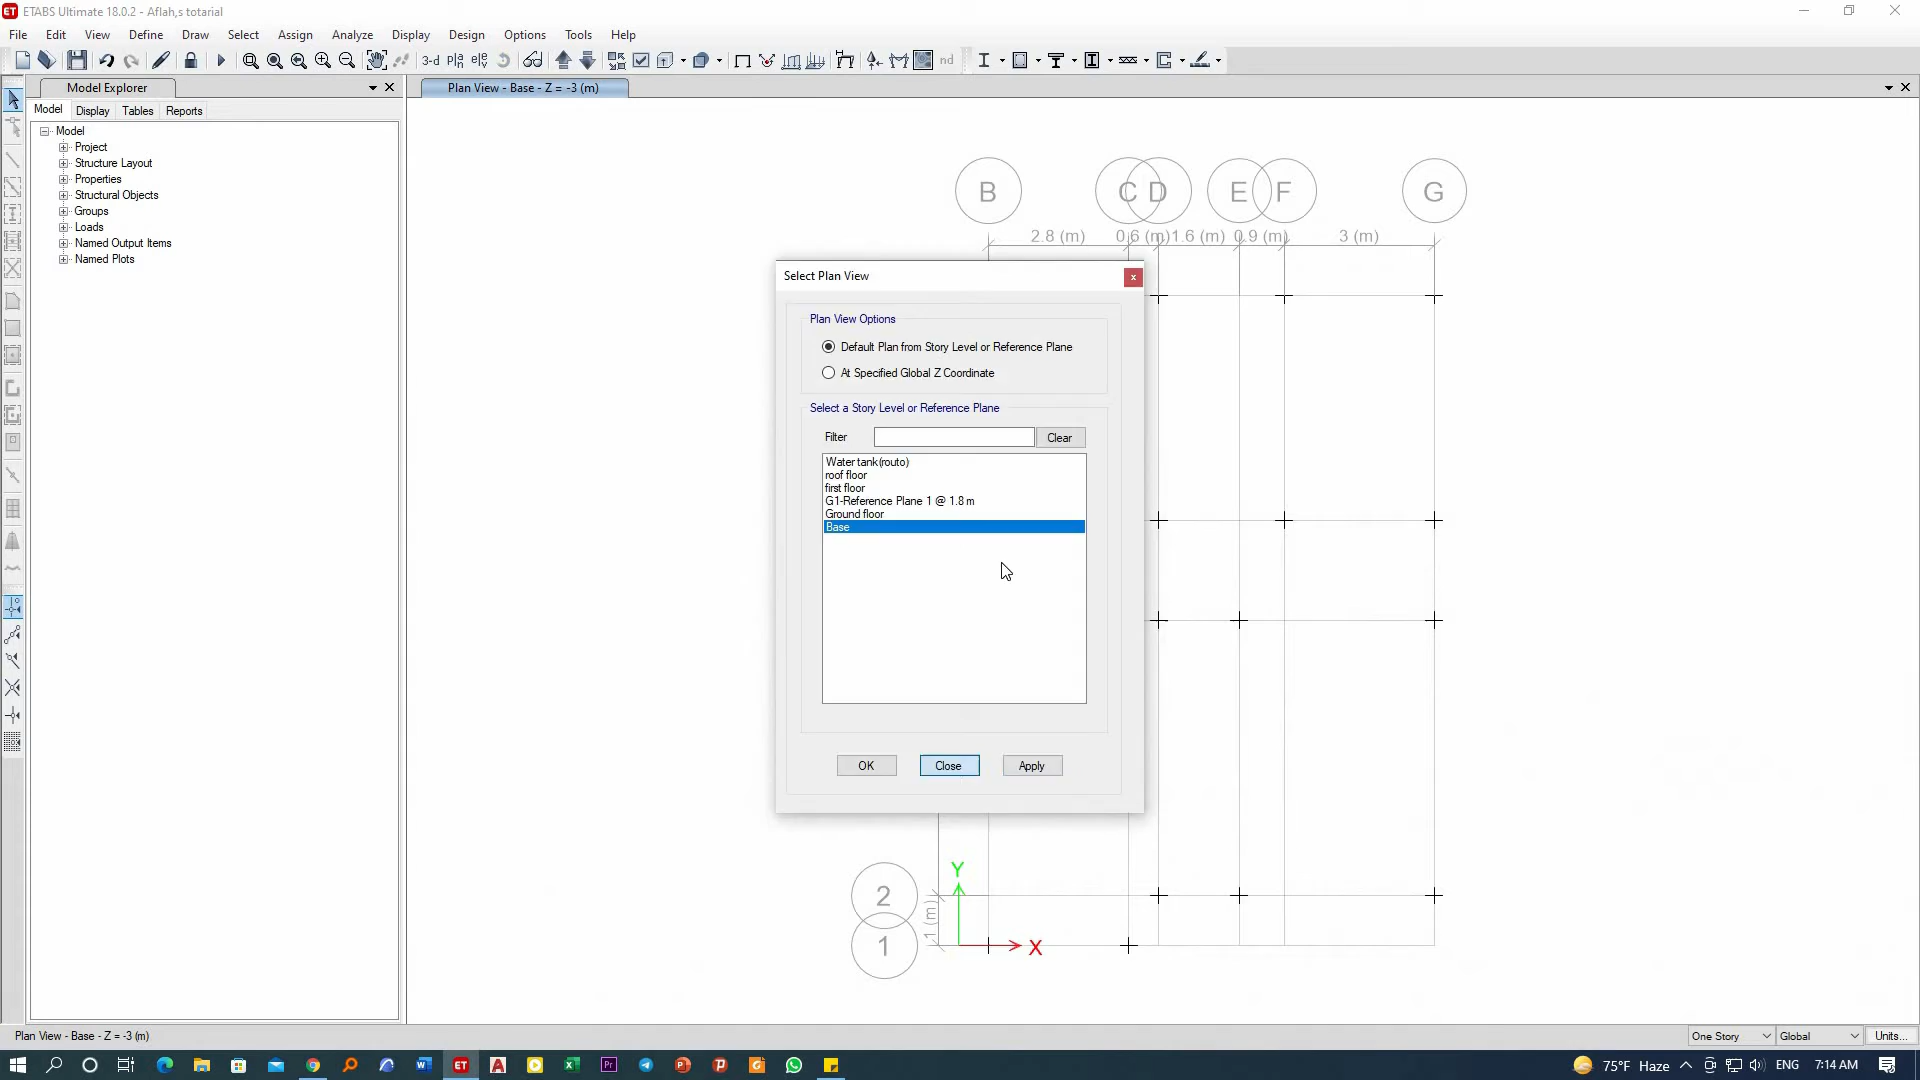 ET ETABS Ultimate 18.0.2 - Aflah,s totarial
File Edit View Define Draw Select Assign Analyze Display Design Options Tools Help
3-d nd
Model Explorer
Plan View - Base - Z = -3 (m)
Model Display Tables Reports
Model
Project
Structure Layout
Properties
Structural Objects
Groups
Loads
Named Output Items
Named Plots
B C D E F G
2.8 (m) 0.6 (m) 1.6 (m) 0.9 (m) 3 (m)
Select Plan View
Plan View Options
Default Plan from Story Level or Reference Plane
At Specified Global Z Coordinate
Select a Story Level or Reference Plane
Filter Clear
Water tank(routo)
roof floor
first floor
G1-Reference Plane 1 @ 1.8 m
Ground floor
Base
OK Close Apply
Y
2
1 (m)
1
X
Plan View - Base - Z = -3 (m)
One Story Global Units...
ET 75°F Haze ENG 7:14 AM